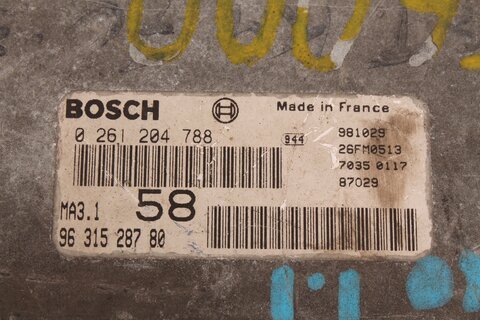 BOSCH Made in France
0 261 204 788 944 981029
26FM0513
7035 0117
87029
MA3.1 58
96 315 287 80